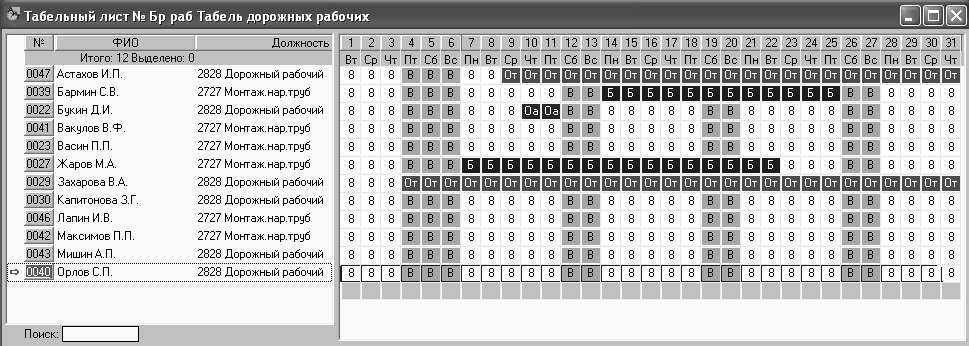 Табельный лист № Бр раб Табель дорожных рабочих
№ ФИО Должность 1 2 3 4 5 6 7 8 9 10 11 12 13 14 15 16 17 18 19 20 21 22 23 24 25 26 27 28 29 30 31
Итого: 12 Выделено: 0 Вт Ср Чт Пт Сб Вс Пн Вт Ср Чт Пт Сб Вс Пн Вт Ср Чт Пт Сб Вс Пн Вт Ср Чт Пт Сб Вс Пн Вт Ср Чт
0047 Астахов И.П. 2828 Дорожный рабочий 8 8 8 В В В 8 8 От От От От От От От От От От От От От От От От От От От От От От От
0039 Бармин С.В. 2727 Монтаж.нар.труб 8 8 8 В В В 8 8 8 8 8 В В Б Б Б Б Б Б Б Б Б Б Б Б В В 8 8 8 8
0022 Букин Д.И. 2828 Дорожный рабочий 8 8 8 В В В 8 8 8 Оа Оа В В 8 8 8 8 8 В В 8 8 8 8 8 В В 8 8 8 8
0041 Вакулов В.Ф. 2727 Монтаж.нар.труб 8 8 8 В В В 8 8 8 8 8 В В 8 8 8 8 8 В В 8 8 8 8 8 В В 8 8 8 8
0023 Васин П.П. 2727 Монтаж.нар.труб 8 8 8 В В В 8 8 8 8 8 В В 8 8 8 8 8 В В 8 8 8 8 8 В В 8 8 8 8
0027 Жаров М.А. 2727 Монтаж.нар.труб 8 8 8 В В В Б Б Б Б Б Б Б Б Б Б Б Б Б Б Б Б 8 8 8 В В 8 8 8 8
0029 Захарова В.А. 2828 Дорожный рабочий 8 8 8 От От От От От От От От От От От От От От От От От От От От От От От От От От От От
0030 Капитонова З.Г. 2828 Дорожный рабочий 8 8 8 В В В 8 8 8 8 8 В В 8 8 8 8 8 В В 8 8 8 8 8 В В 8 8 8 8
0046 Лапин И.В. 2727 Монтаж.нар.труб 8 8 8 В В В 8 8 8 8 8 В В 8 8 8 8 8 В В 8 8 8 8 8 В В 8 8 8 8
0042 Максимов П.П. 2727 Монтаж.нар.труб 8 8 8 В В В 8 8 8 8 8 В В 8 8 8 8 8 В В 8 8 8 8 8 В В 8 8 8 8
0043 Мишин А.П. 2828 Дорожный рабочий 8 8 8 В В В 8 8 8 8 8 В В 8 8 8 8 8 В В 8 8 8 8 8 В В 8 8 8 8
0040 Орлов С.П. 2828 Дорожный рабочий 8 8 8 В В В 8 8 8 8 8 В В 8 8 8 8 8 В В 8 8 8 8 8 В В 8 8 8 8
Поиск: